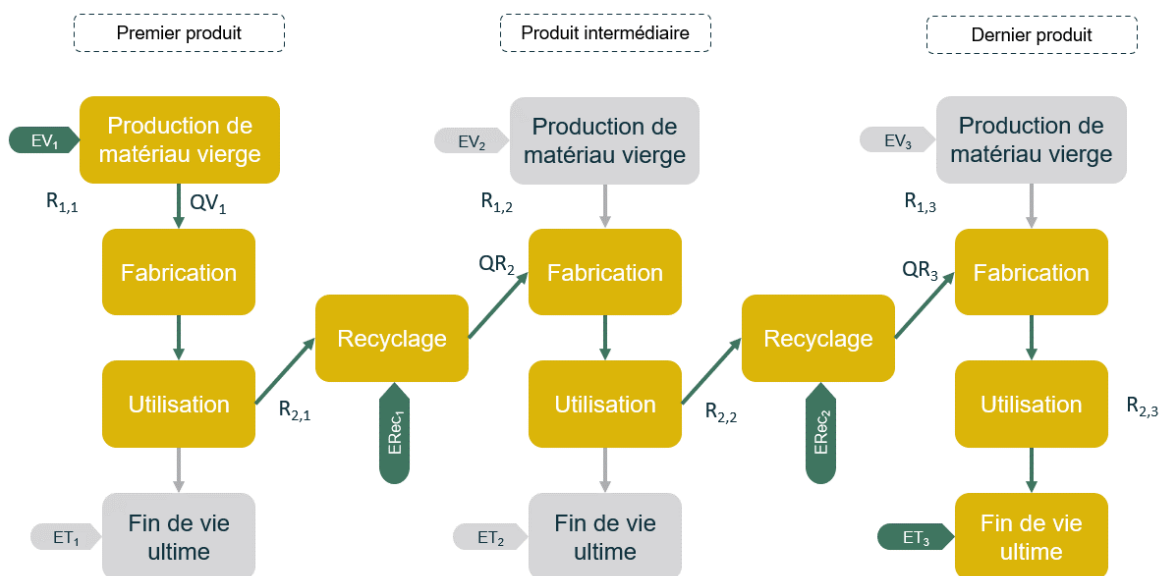 Premier produit
Produit intermédiaire
Dernier produit
EV₁
Production de
matériau vierge
EV₂
Production de
matériau vierge
EV₃
Production de
matériau vierge
R₁,₁
QV₁
R₁,₂
R₁,₃
Fabrication
QR₂
Fabrication
QR₃
Fabrication
Recyclage
Recyclage
Utilisation
R₂,₁
ERec₁
Utilisation
R₂,₂
ERec₂
Utilisation
R₂,₃
ET₁
Fin de vie
ultime
ET₂
Fin de vie
ultime
ET₃
Fin de vie
ultime